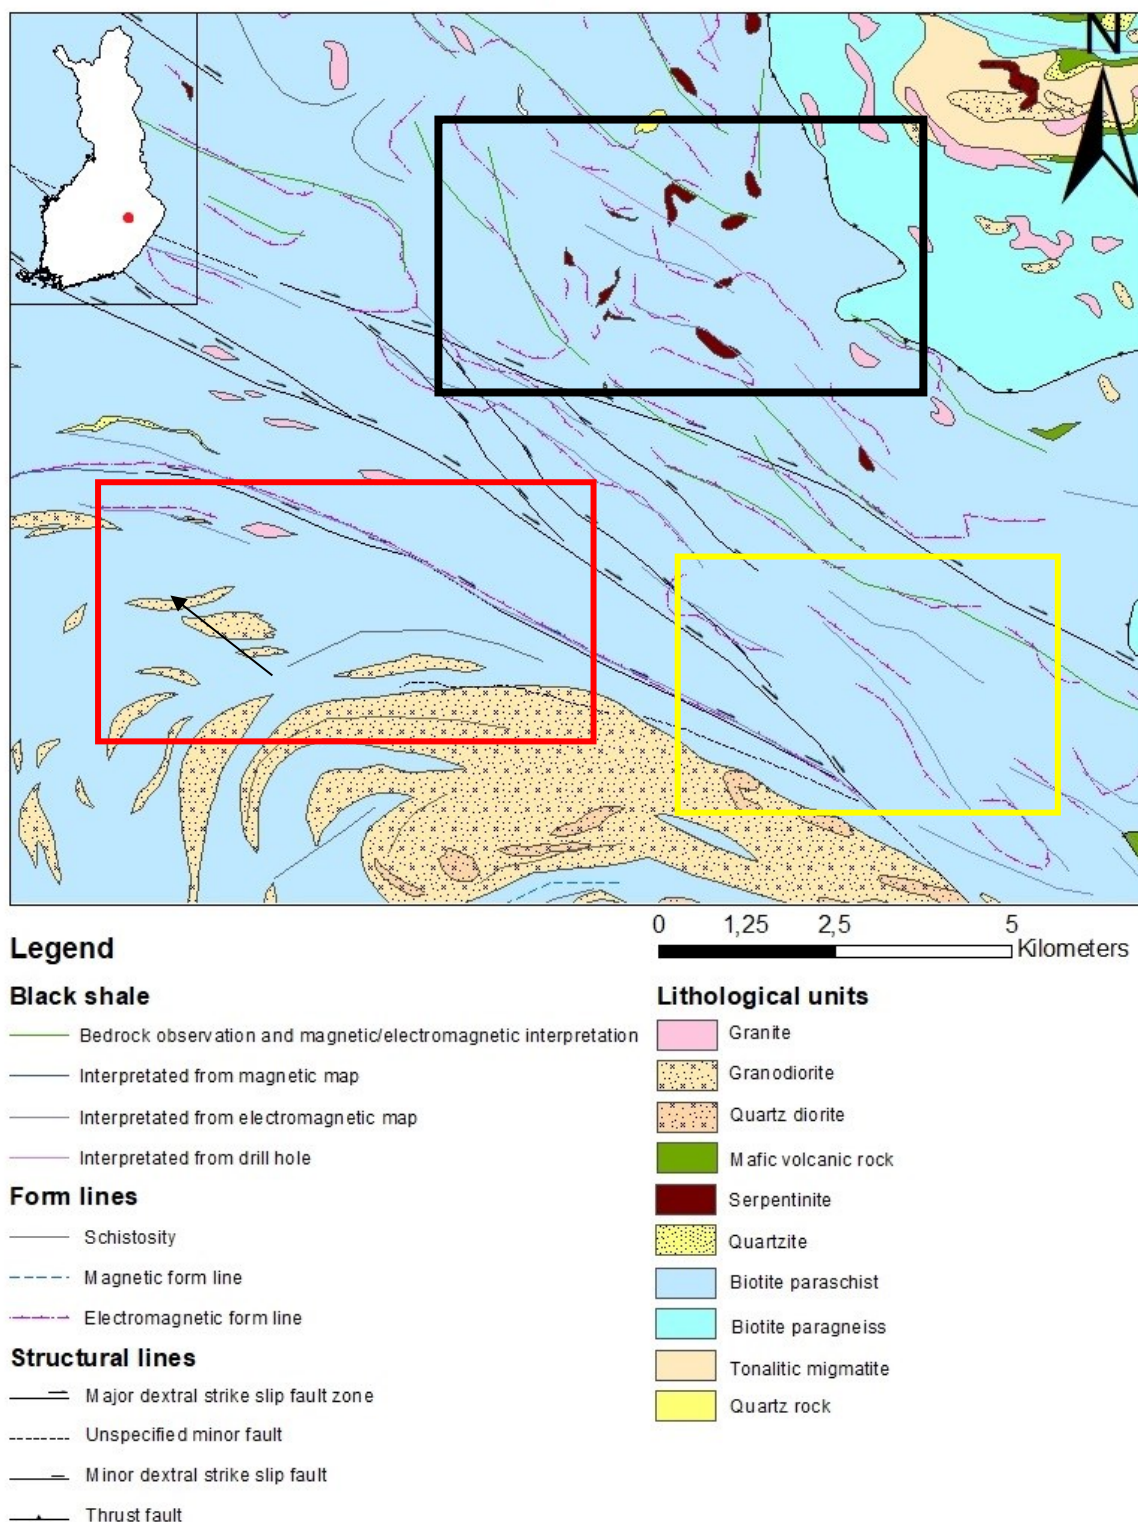 N
0 1,25 2,5 5
Kilometers
Legend
Black shale
Bedrock observation and magnetic/electromagnetic interpretation
Interpretated from magnetic map
Interpretated from electromagnetic map
Interpretated from drill hole
Form lines
Schistosity
Magnetic form line
Electromagnetic form line
Structural lines
Major dextral strike slip fault zone
Unspecified minor fault
Minor dextral strike slip fault
Thrust fault
Lithological units
Granite
Granodiorite
Quartz diorite
Mafic volcanic rock
Serpentinite
Quartzite
Biotite paraschist
Biotite paragneiss
Tonalitic migmatite
Quartz rock